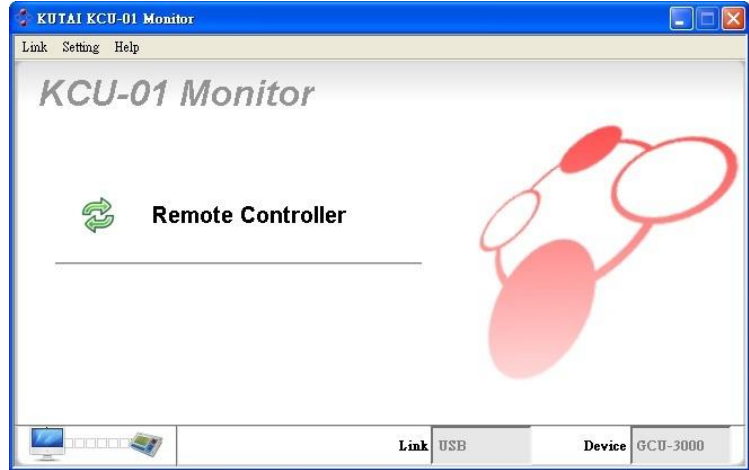 KUTAI KCU-01 Monitor
Link Setting Help
KCU-01 Monitor
Remote Controller
Link USB Device GCU-3000